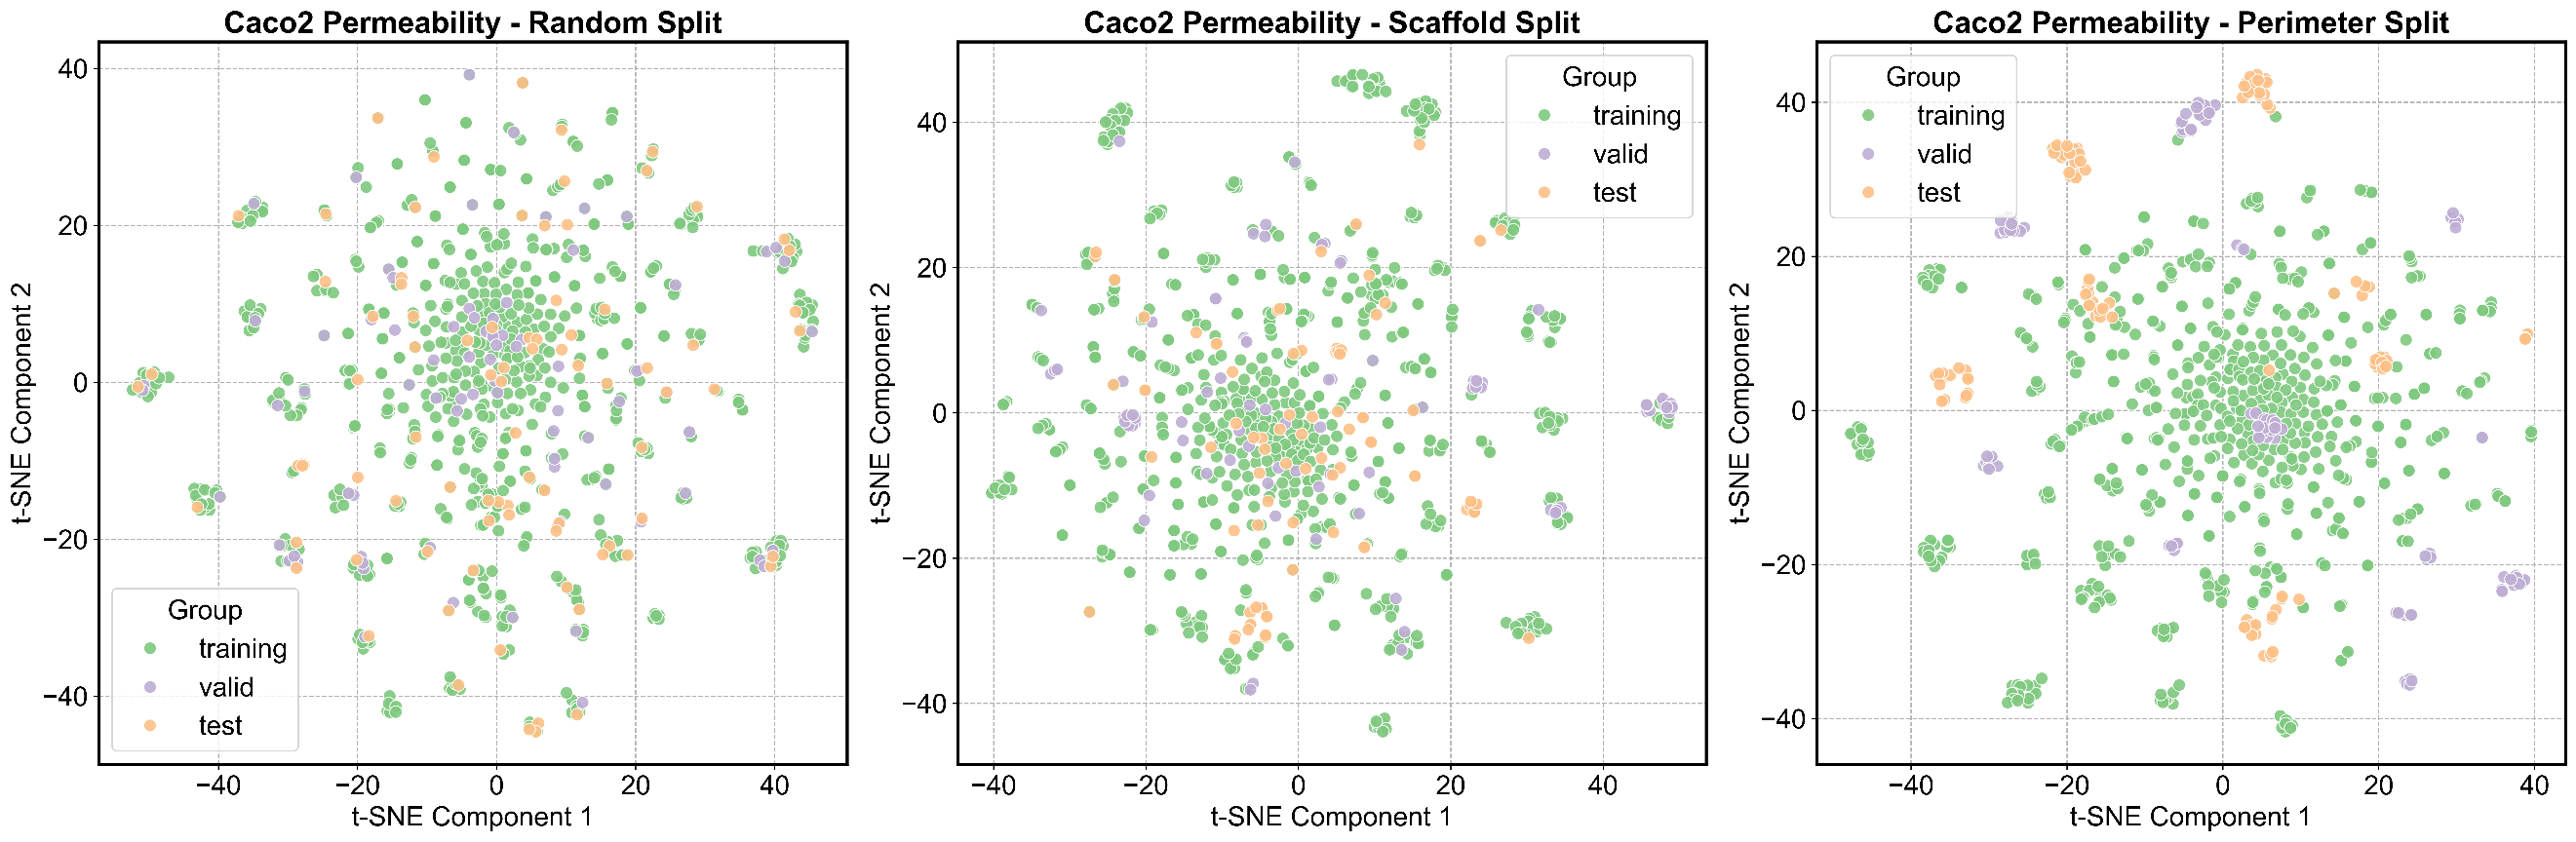 Caco2 Permeability - Random Split
40
20
0
−20
−40
t-SNE Component 2
Group
training
valid
test
−40
−20
0
20
40
t-SNE Component 1
Caco2 Permeability - Scaffold Split
40
20
0
−20
−40
t-SNE Component 2
Group
training
valid
test
−40
−20
0
20
40
t-SNE Component 1
Caco2 Permeability - Perimeter Split
40
20
0
−20
−40
t-SNE Component 2
Group
training
valid
test
−40
−20
0
20
40
t-SNE Component 1